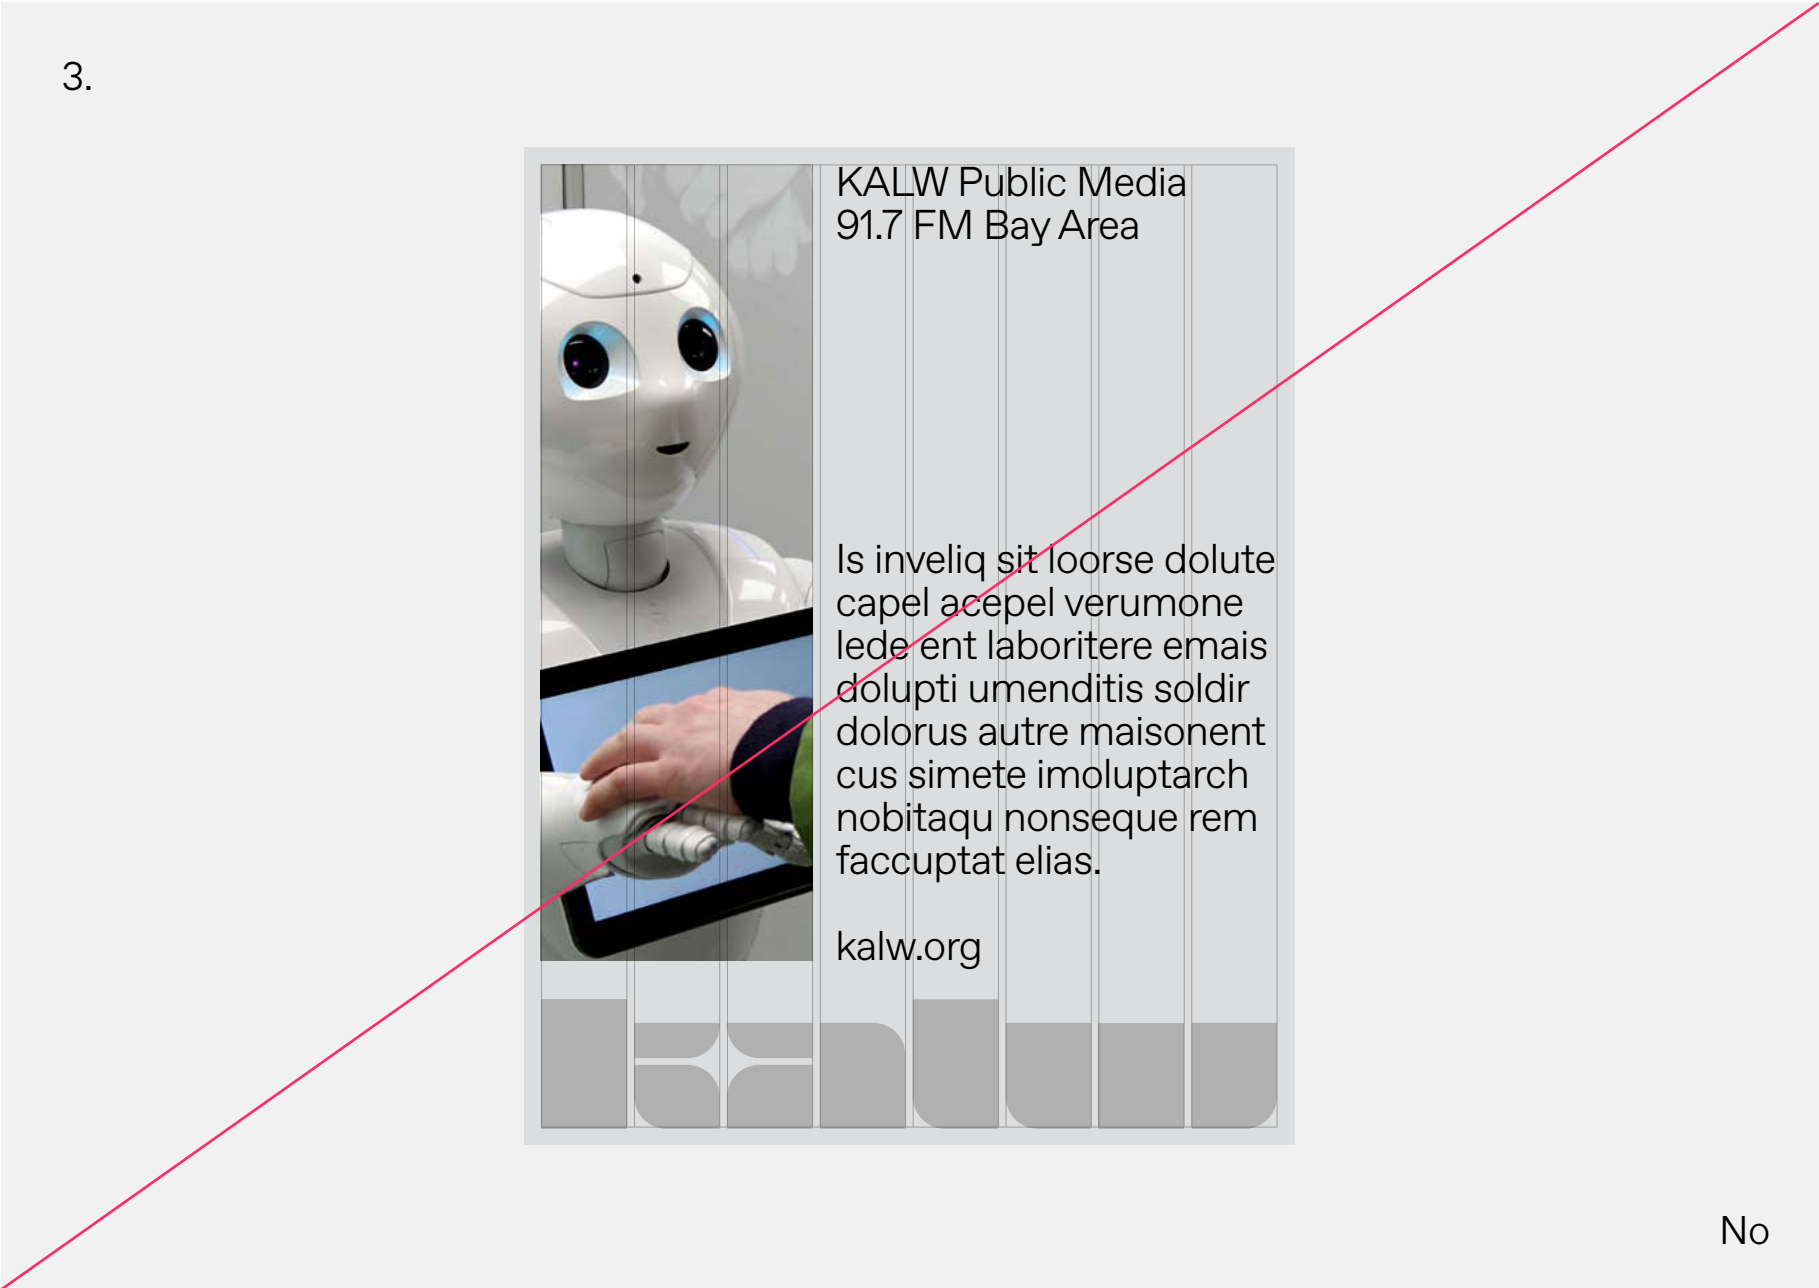 3.
KALW Public Media
91.7 FM Bay Area
Is inveliq sit loorse dolute
capel acepel verumone
lede ent laboritere emais
dolupti umenditis soldir
dolorus autre maisonent
cus simete imoluptarch
nobitaqu nonseque rem
faccuptat elias.
kalw.org
No